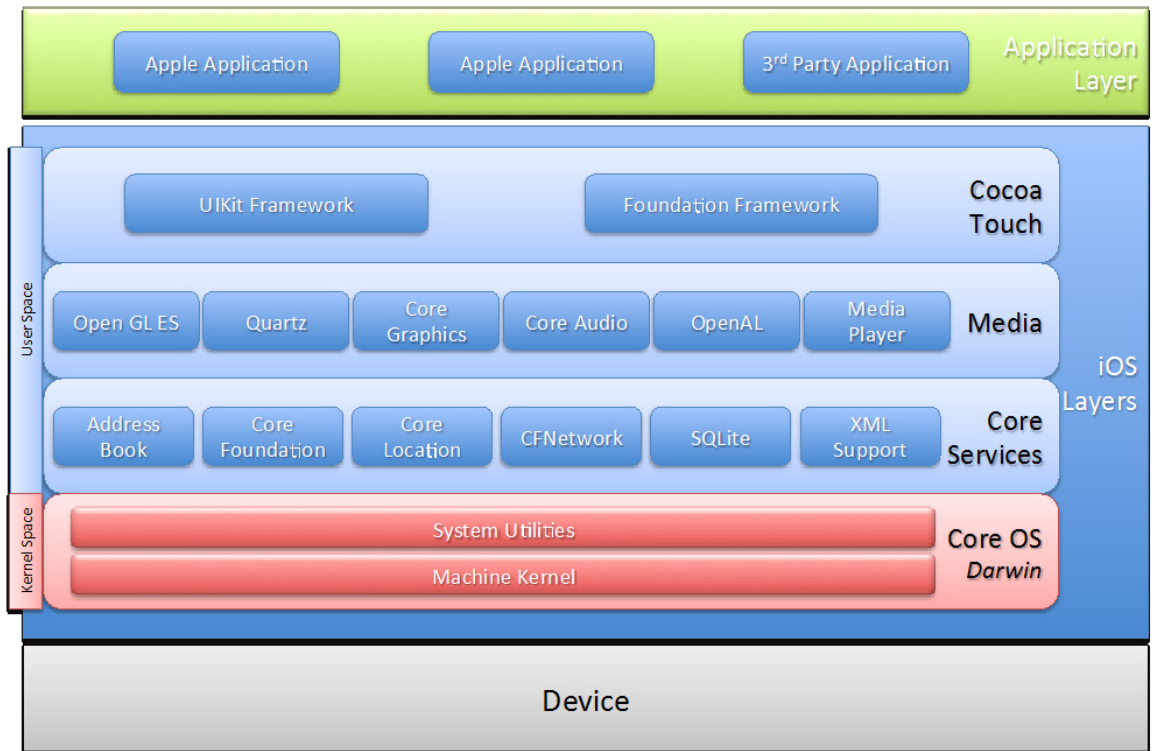 Apple Application
Apple Application
3rd Party Application
Application
Layer
User Space
UIKit Framework
Foundation Framework
Cocoa
Touch
Open GL ES
Quartz
Core
Graphics
Core Audio
OpenAL
Media
Player
Media
iOS
Layers
Address
Book
Core
Foundation
Core
Location
CFNetwork
SQLite
XML
Support
Core
Services
Kernel Space
System Utilities
Machine Kernel
Core OS
Darwin
Device